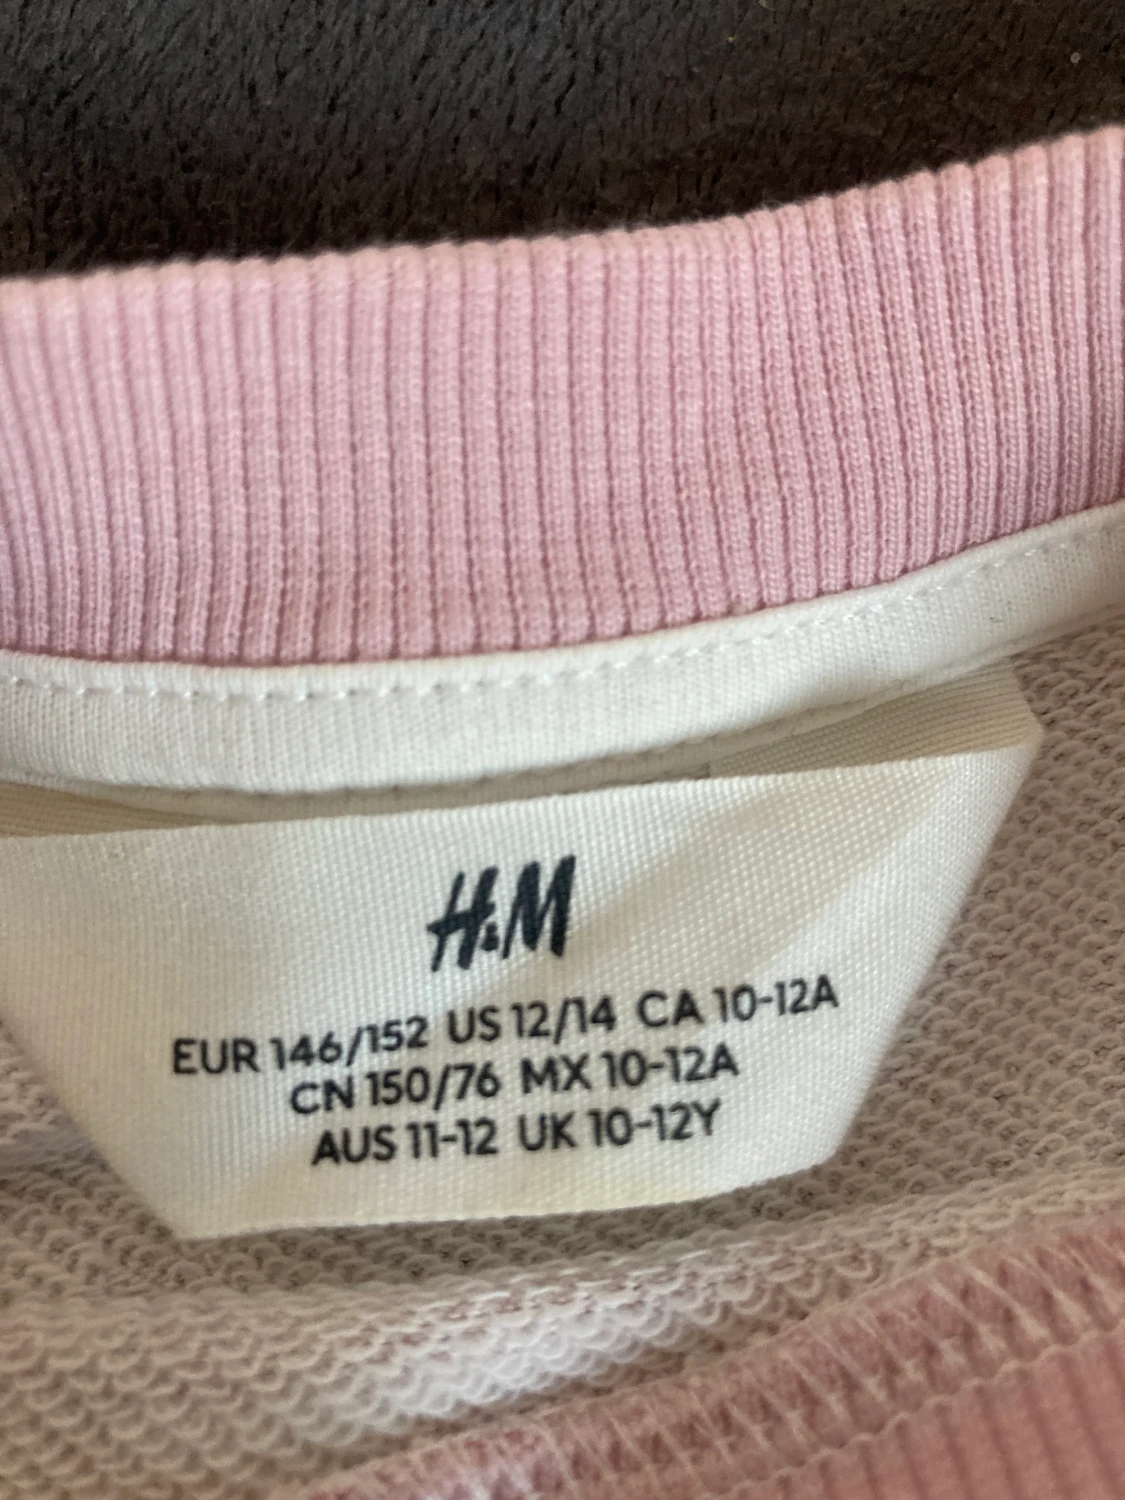 H&M
EUR 146/152 US 12/14 CA 10-12A
CN 150/76 MX 10-12A
AUS 11-12 UK 10-12Y